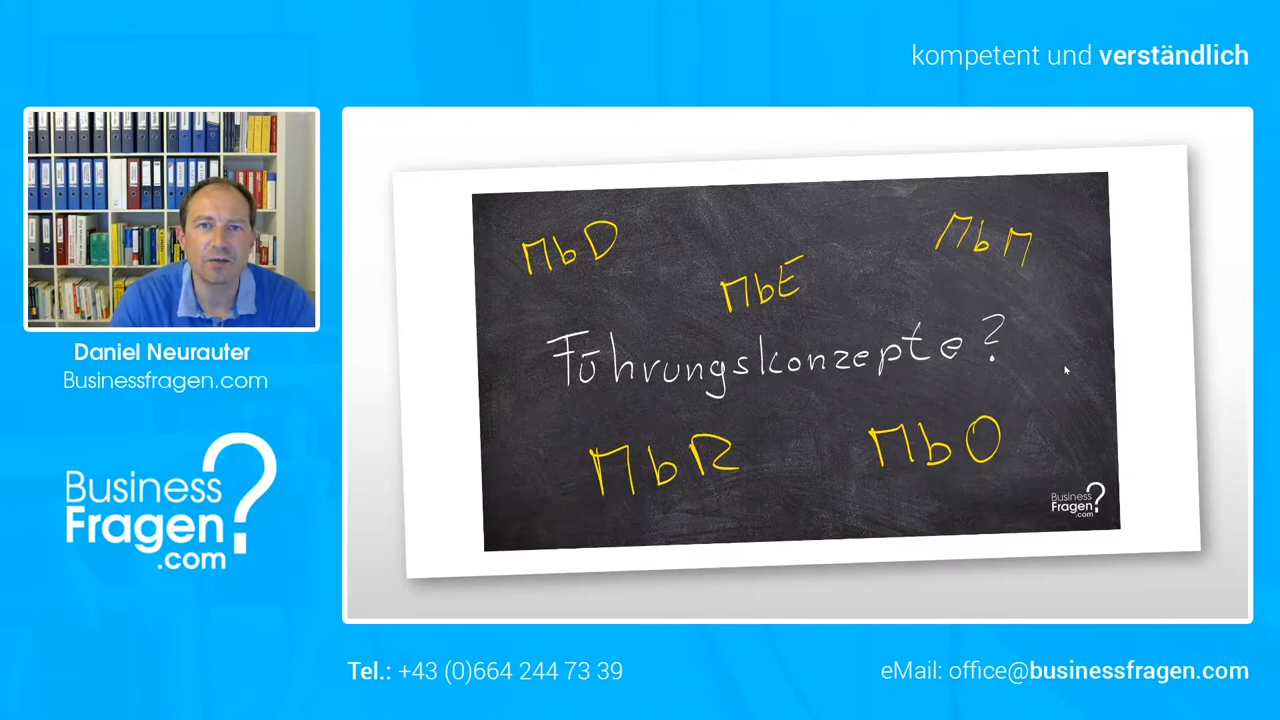 kompetent und verständlich
Daniel Neurauter
Businessfragen.com
Business
Fragen
.com
?
MbD
MbE
MbM
Führungskonzepte?
MbR
MbO
Business
Fragen
.com
?
Tel.: +43 (0)664 244 73 39
eMail: office@businessfragen.com